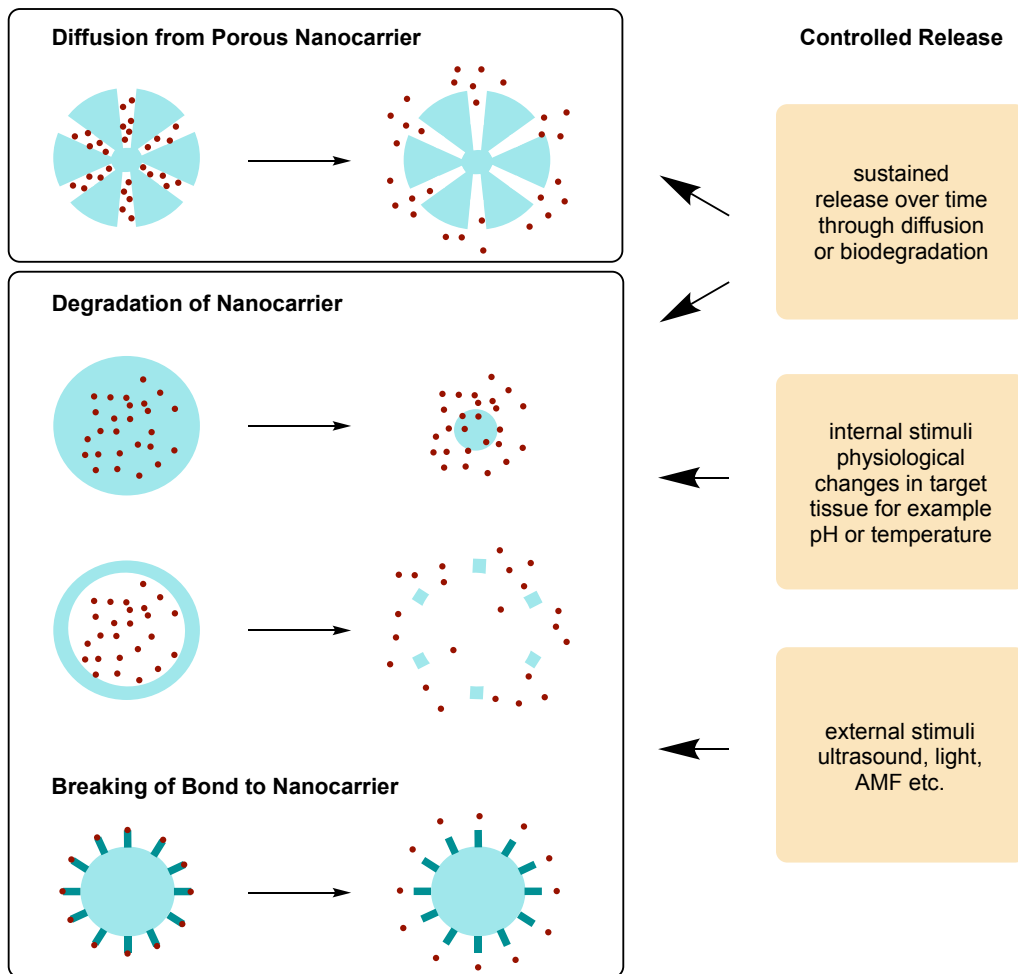 Diffusion from Porous Nanocarrier
Controlled Release
sustained
release over time
through diffusion
or biodegradation
Degradation of Nanocarrier
internal stimuli
physiological
changes in target
tissue for example
pH or temperature
external stimuli
ultrasound, light,
AMF etc.
Breaking of Bond to Nanocarrier